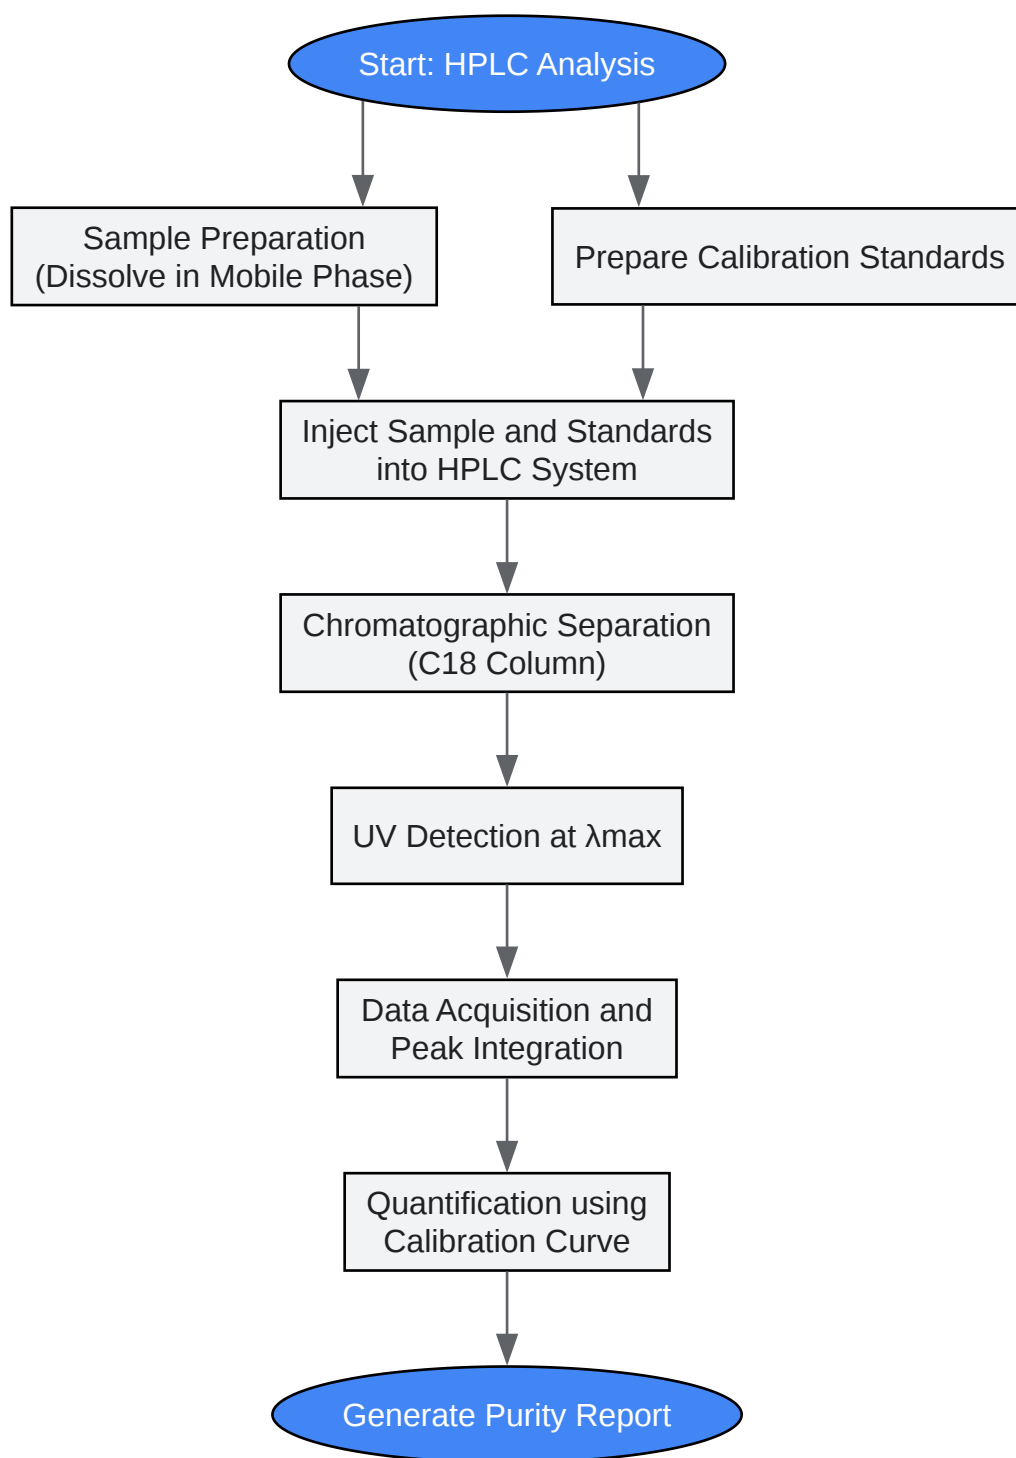 Start: HPLC Analysis
Sample Preparation
(Dissolve in Mobile Phase)
Prepare Calibration Standards
Inject Sample and Standards
into HPLC System
Chromatographic Separation
(C18 Column)
UV Detection at λmax
Data Acquisition and
Peak Integration
Quantification using
Calibration Curve
Generate Purity Report